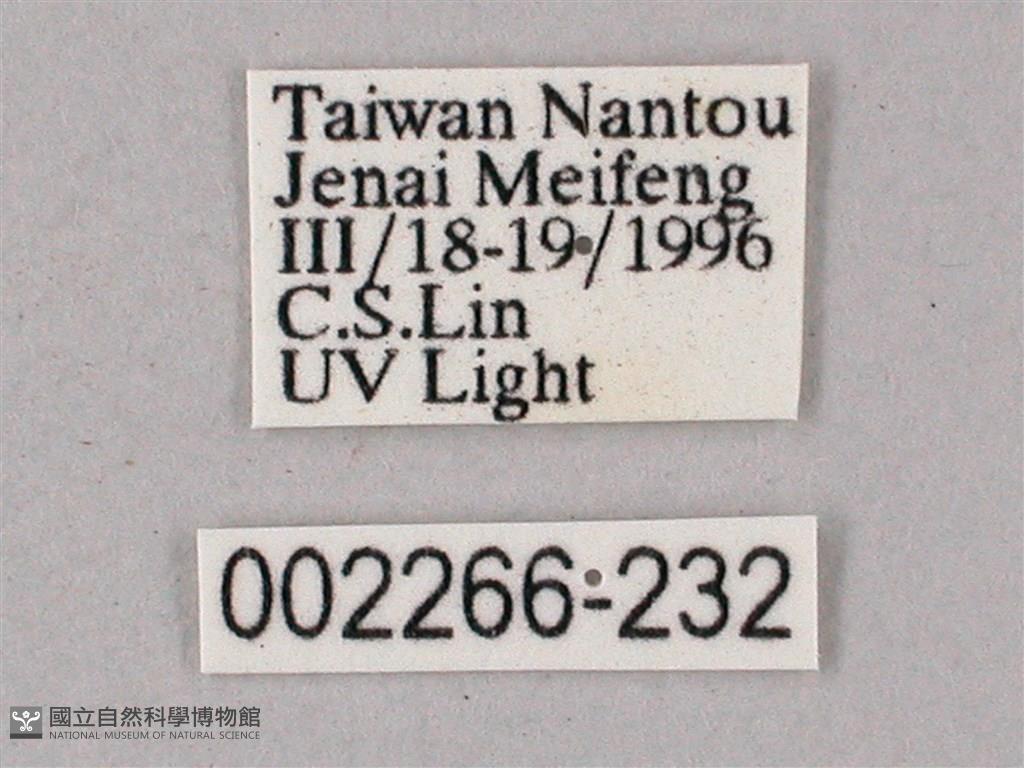 Taiwan Nantou
Jenai Meifeng
III/18-19/1996
C.S.Lin
UV Light
002266-232
國立自然科學博物館
NATIONAL MUSEUM OF NATURAL SCIENCE